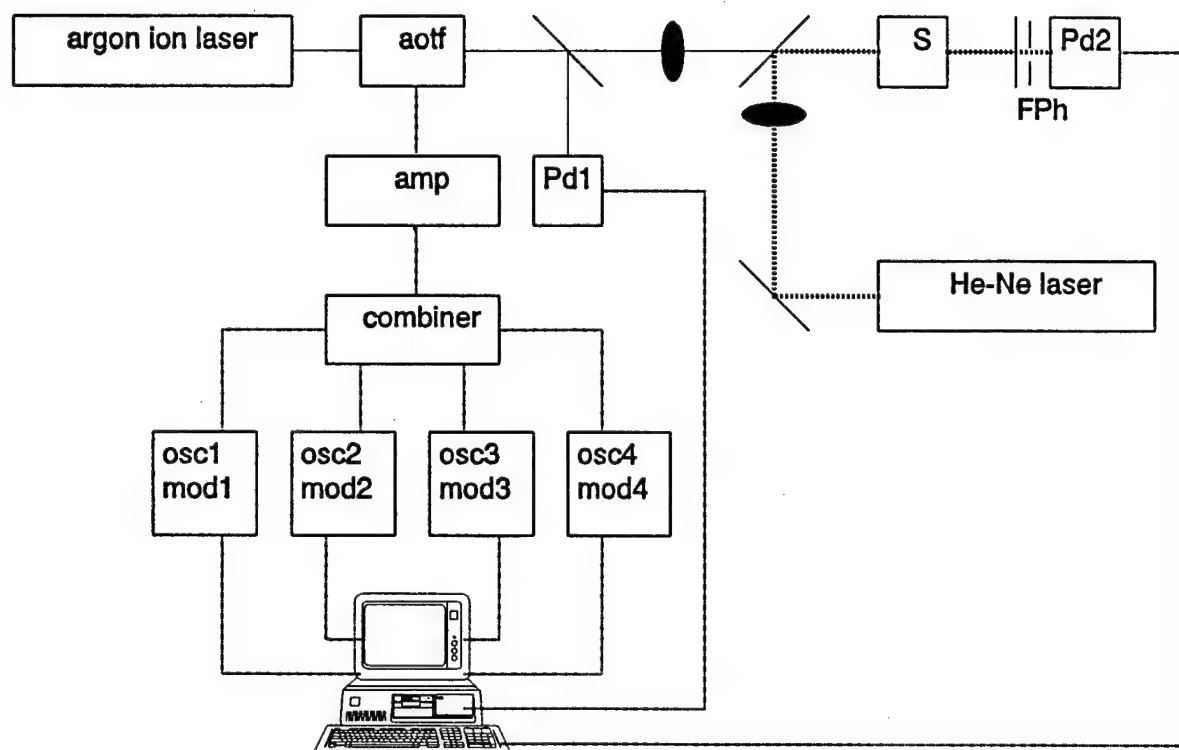 argon ion laser
aotf
S
Pd2
FPh
amp
Pd1
He-Ne laser
combiner
osc1
mod1
osc2
mod2
osc3
mod3
osc4
mod4